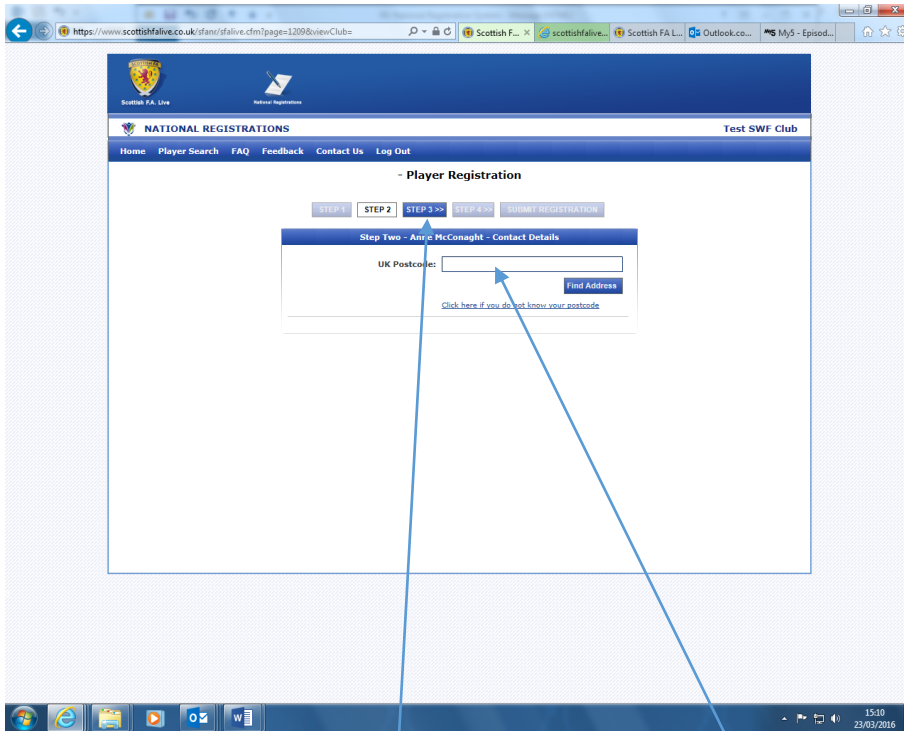 https://www.scottishfalive.co.uk/sfanr/sfalive.cfm?page=1209&viewClub=
Scottish F... ×
scottishfalive...
Scottish FA L...
Outlook.co...
My5 - Episod...
Scottish F.A. Live
National Registrations
NATIONAL REGISTRATIONS
Test SWF Club
Home Player Search FAQ Feedback Contact Us Log Out
- Player Registration
STEP 1 STEP 2 STEP 3 >> STEP 4 >> SUBMIT REGISTRATION
Step Two - Anne McConaght - Contact Details
UK Postcode:
Find Address
Click here if you do not know your postcode
15:10
23/03/2016